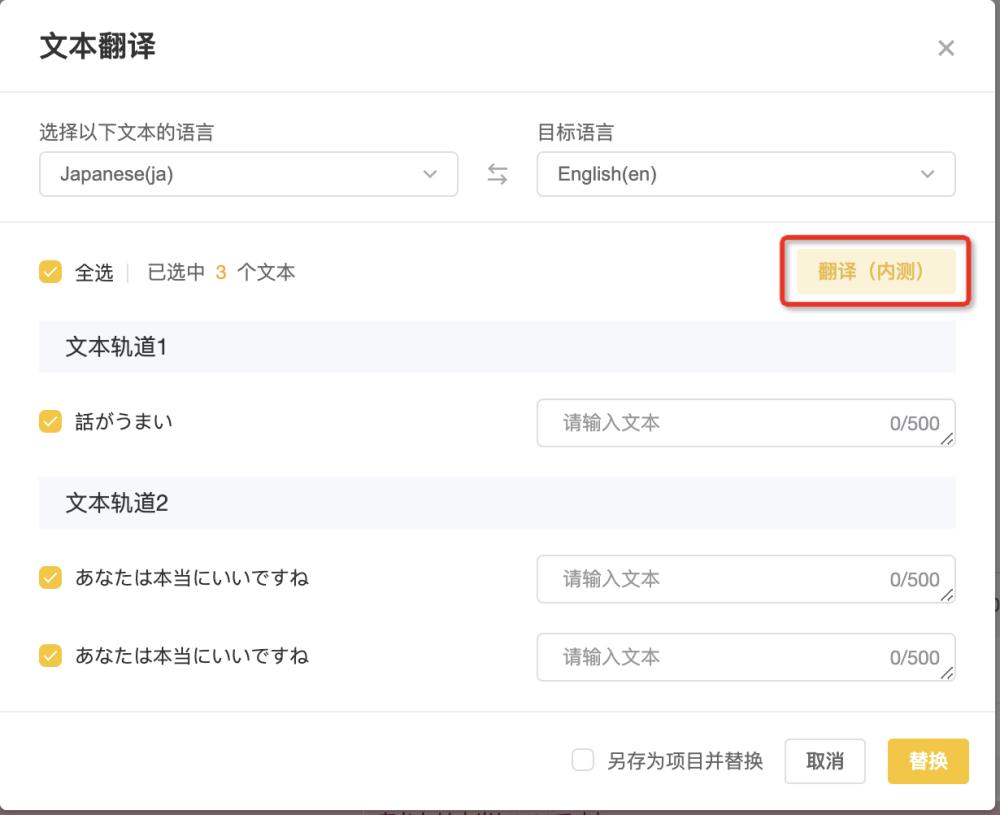 文本翻译
选择以下文本的语言
目标语言
Japanese(ja)
English(en)
全选
已选中 3 个文本
翻译（内测）
文本轨道1
話がうまい
请输入文本
0/500
文本轨道2
あなたは本当にいいですね
请输入文本
0/500
あなたは本当にいいですね
请输入文本
0/500
另存为项目并替换
取消
替换